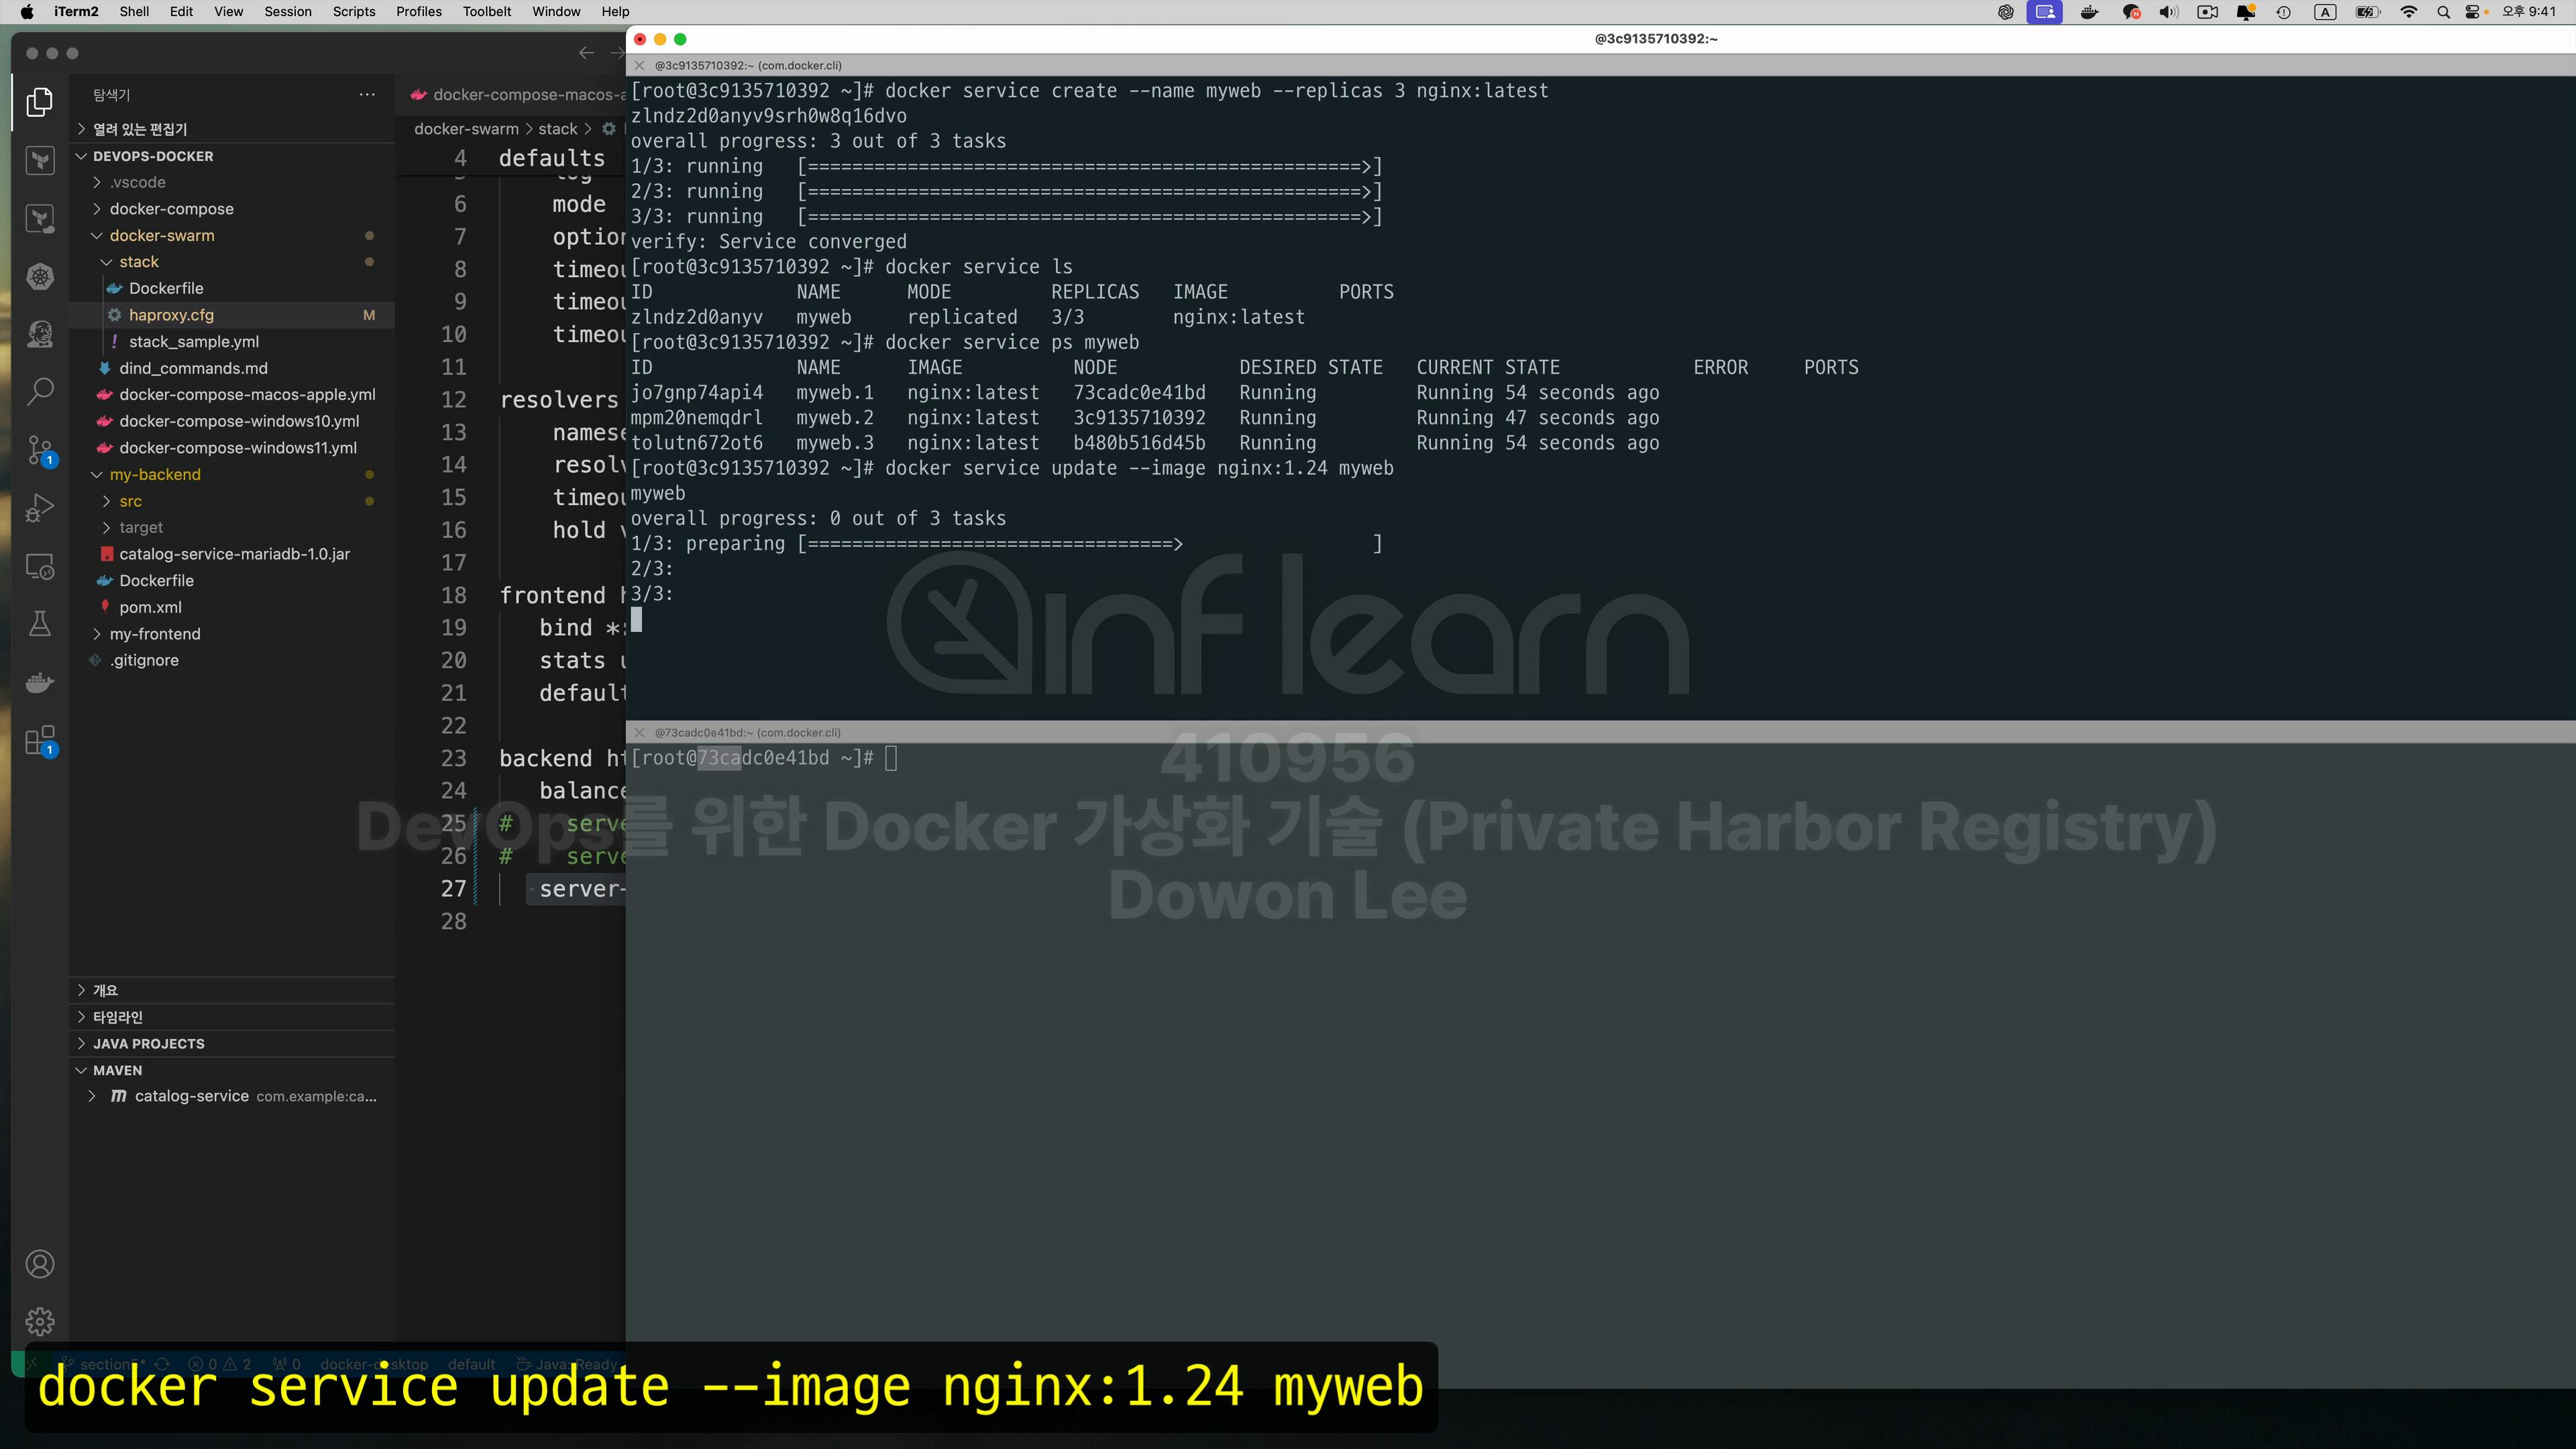 iTerm2 Shell Edit View Session Scripts Profiles Toolbelt Window Help
오후 9:41
탐색기
열려 있는 편집기
DEVOPS-DOCKER
.vscode
docker-compose
docker-swarm
stack
Dockerfile
haproxy.cfg M
! stack_sample.yml
dind_commands.md
docker-compose-macos-apple.yml
docker-compose-windows10.yml
docker-compose-windows11.yml
my-backend
src
target
catalog-service-mariadb-1.0.jar
Dockerfile
pom.xml
my-frontend
.gitignore
개요
타임라인
JAVA PROJECTS
MAVEN
catalog-service com.example:ca...
docker-compose-macos-a
docker-swarm > stack >
4 defaults
6 mode
7 option
8 timeou
9 timeou
10 timeou
11
12 resolvers
13 namese
14 resolv
15 timeou
16 hold v
17
18 frontend h
19 bind *:
20 stats u
21 default
22
23 backend ht
24 balance
25 # serve
26 # serve
27 server-
28
@3c9135710392:~
@3c9135710392:~ (com.docker.cli)
[root@3c9135710392 ~]# docker service create --name myweb --replicas 3 nginx:latest
zlndz2d0anyv9srh0w8q16dvo
overall progress: 3 out of 3 tasks
1/3: running [==================================================>]
2/3: running [==================================================>]
3/3: running [==================================================>]
verify: Service converged
[root@3c9135710392 ~]# docker service ls
ID NAME MODE REPLICAS IMAGE PORTS
zlndz2d0anyv myweb replicated 3/3 nginx:latest
[root@3c9135710392 ~]# docker service ps myweb
ID NAME IMAGE NODE DESIRED STATE CURRENT STATE ERROR PORTS
jo7gnp74api4 myweb.1 nginx:latest 73cadc0e41bd Running Running 54 seconds ago
mpm20nemqdrl myweb.2 nginx:latest 3c9135710392 Running Running 47 seconds ago
tolutn672ot6 myweb.3 nginx:latest b480b516d45b Running Running 54 seconds ago
[root@3c9135710392 ~]# docker service update --image nginx:1.24 myweb
myweb
overall progress: 0 out of 3 tasks
1/3: preparing [=================================> ]
2/3:
3/3:
inflearn
@73cadc0e41bd:~ (com.docker.cli)
[root@73cadc0e41bd ~]#
410956
DevOps를 위한 Docker 가상화 기술 (Private Harbor Registry)
Dowon Lee
section5* 0 2 0 docker-desktop default Java: Ready
docker service update --image nginx:1.24 myweb